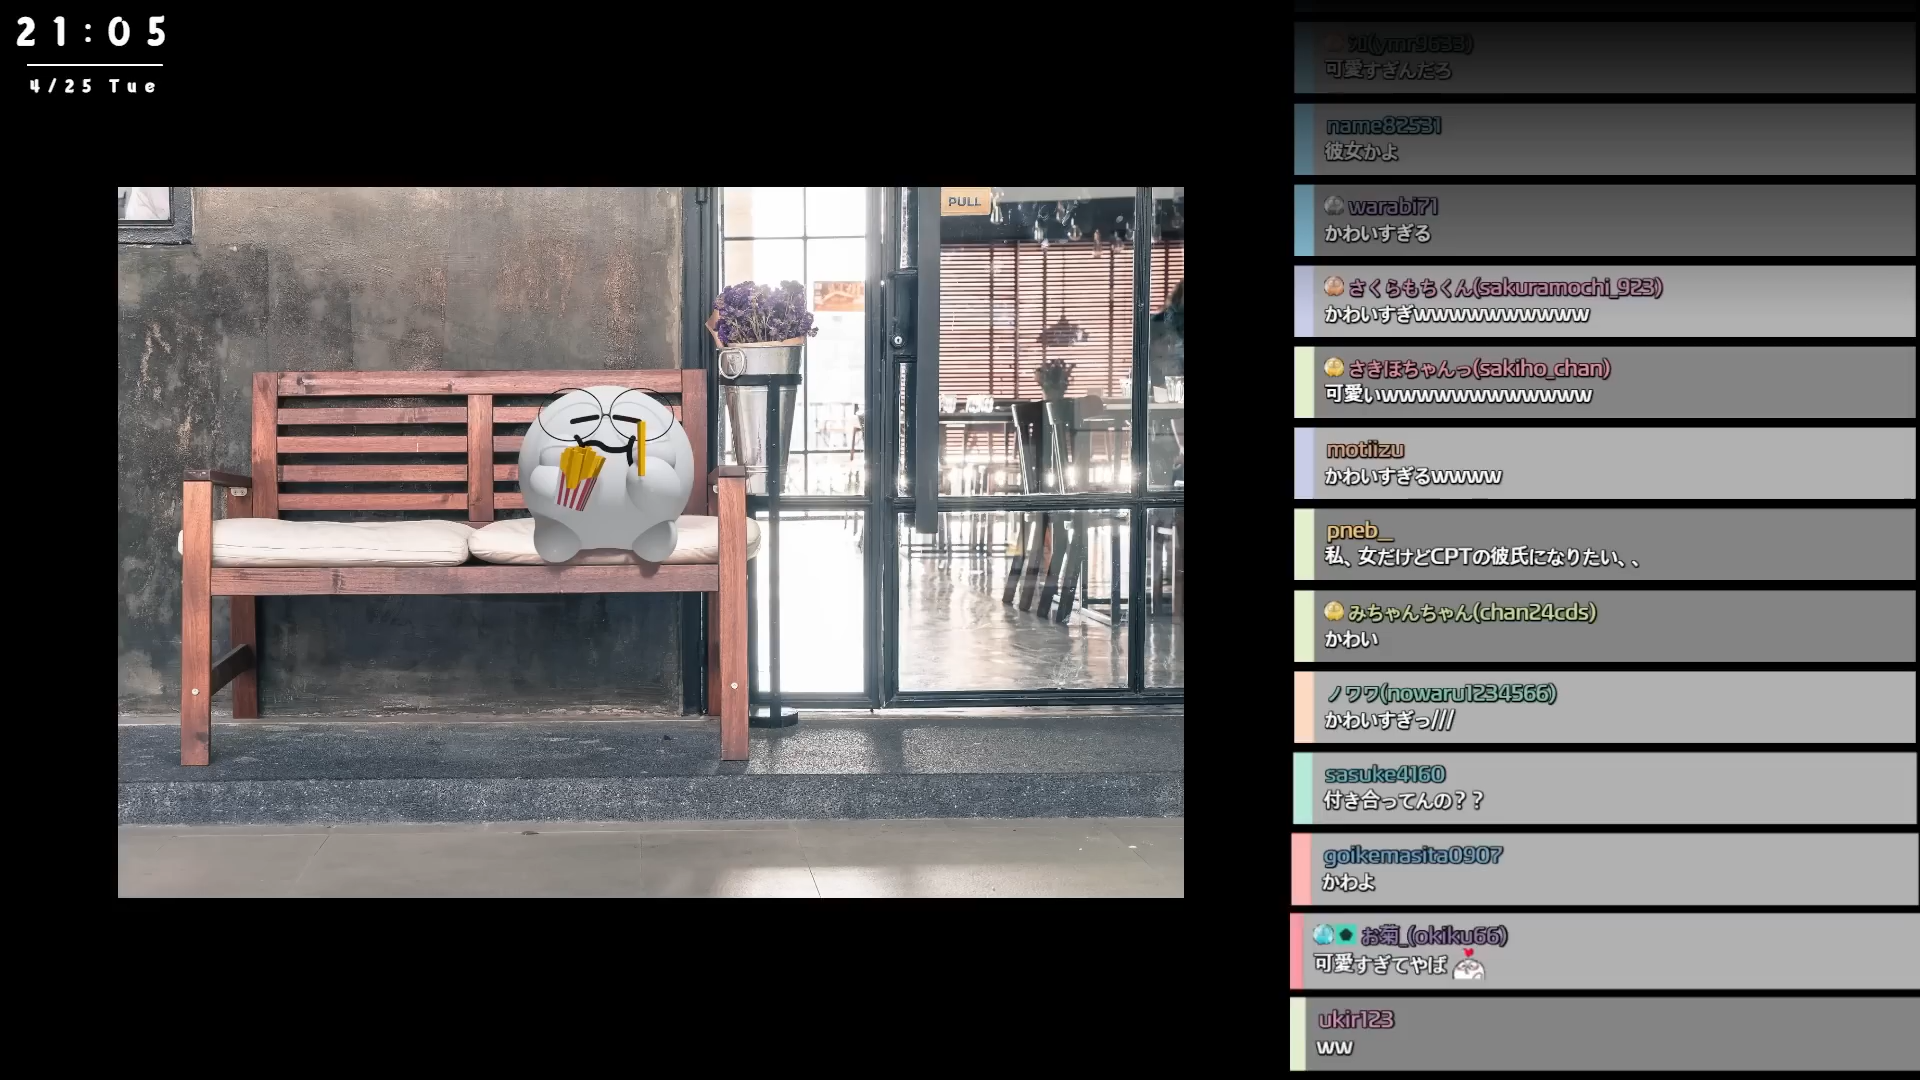 21:05
4/25 Tue
PULL
可愛すぎんだろ
name82531
彼女かよ
warabi71
かわいすぎる
さくらもちくん(sakuramochi_923)
かわいすぎwwwwwwwwww
さきほちゃんっ(sakiho_chan)
可愛いwwwwwwwwwwww
motiizu
かわいすぎるwwww
pneb_
私、女だけどCPTの彼氏になりたい、、
みちゃんちゃん(chan24cds)
かわい
ノワワ(nowaru1234566)
かわいすぎっ///
sasuke4160
付き合ってんの？？
goikemasita0907
かわよ
お菊_(okiku66)
可愛すぎてやば
ukir123
ww